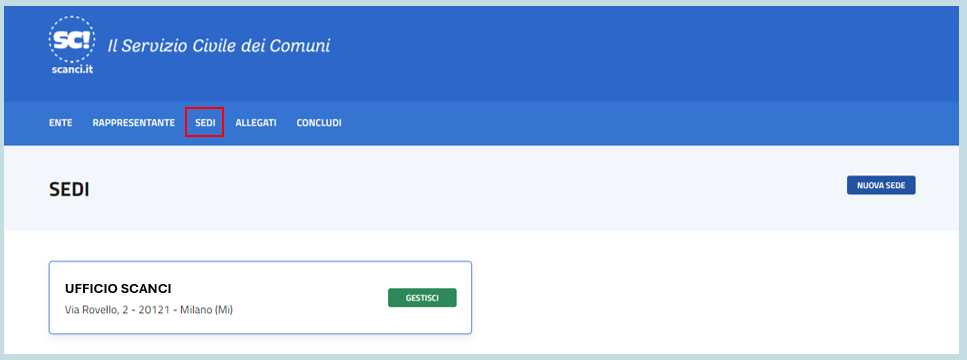 SC!
scanci.it
Il Servizio Civile dei Comuni
ENTE RAPPRESENTANTE SEDI ALLEGATI CONCLUDI
SEDI
NUOVA SEDE
UFFICIO SCANCI
Via Rovello, 2 - 20121 - Milano (Mi)
GESTISCI